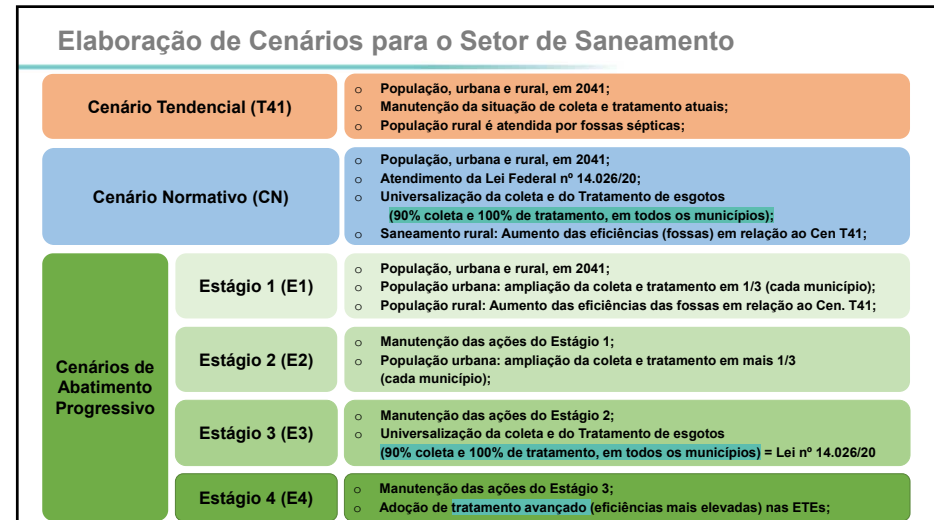 Elaboração de Cenários para o Setor de Saneamento
Cenário Tendencial (T41)
o População, urbana e rural, em 2041;
o Manutenção da situação de coleta e tratamento atuais;
o População rural é atendida por fossas sépticas;
Cenário Normativo (CN)
o População, urbana e rural, em 2041;
o Atendimento da Lei Federal nº 14.026/20;
o Universalização da coleta e do Tratamento de esgotos
(90% coleta e 100% de tratamento, em todos os municípios);
o Saneamento rural: Aumento das eficiências (fossas) em relação ao Cen T41;
Cenários de
Abatimento
Progressivo
Estágio 1 (E1)
o População, urbana e rural, em 2041;
o População urbana: ampliação da coleta e tratamento em 1/3 (cada município);
o População rural: Aumento das eficiências das fossas em relação ao Cen. T41;
Estágio 2 (E2)
o Manutenção das ações do Estágio 1;
o População urbana: ampliação da coleta e tratamento em mais 1/3
(cada município);
Estágio 3 (E3)
o Manutenção das ações do Estágio 2;
o Universalização da coleta e do Tratamento de esgotos
(90% coleta e 100% de tratamento, em todos os municípios) = Lei nº 14.026/20
Estágio 4 (E4)
o Manutenção das ações do Estágio 3;
o Adoção de tratamento avançado (eficiências mais elevadas) nas ETEs;